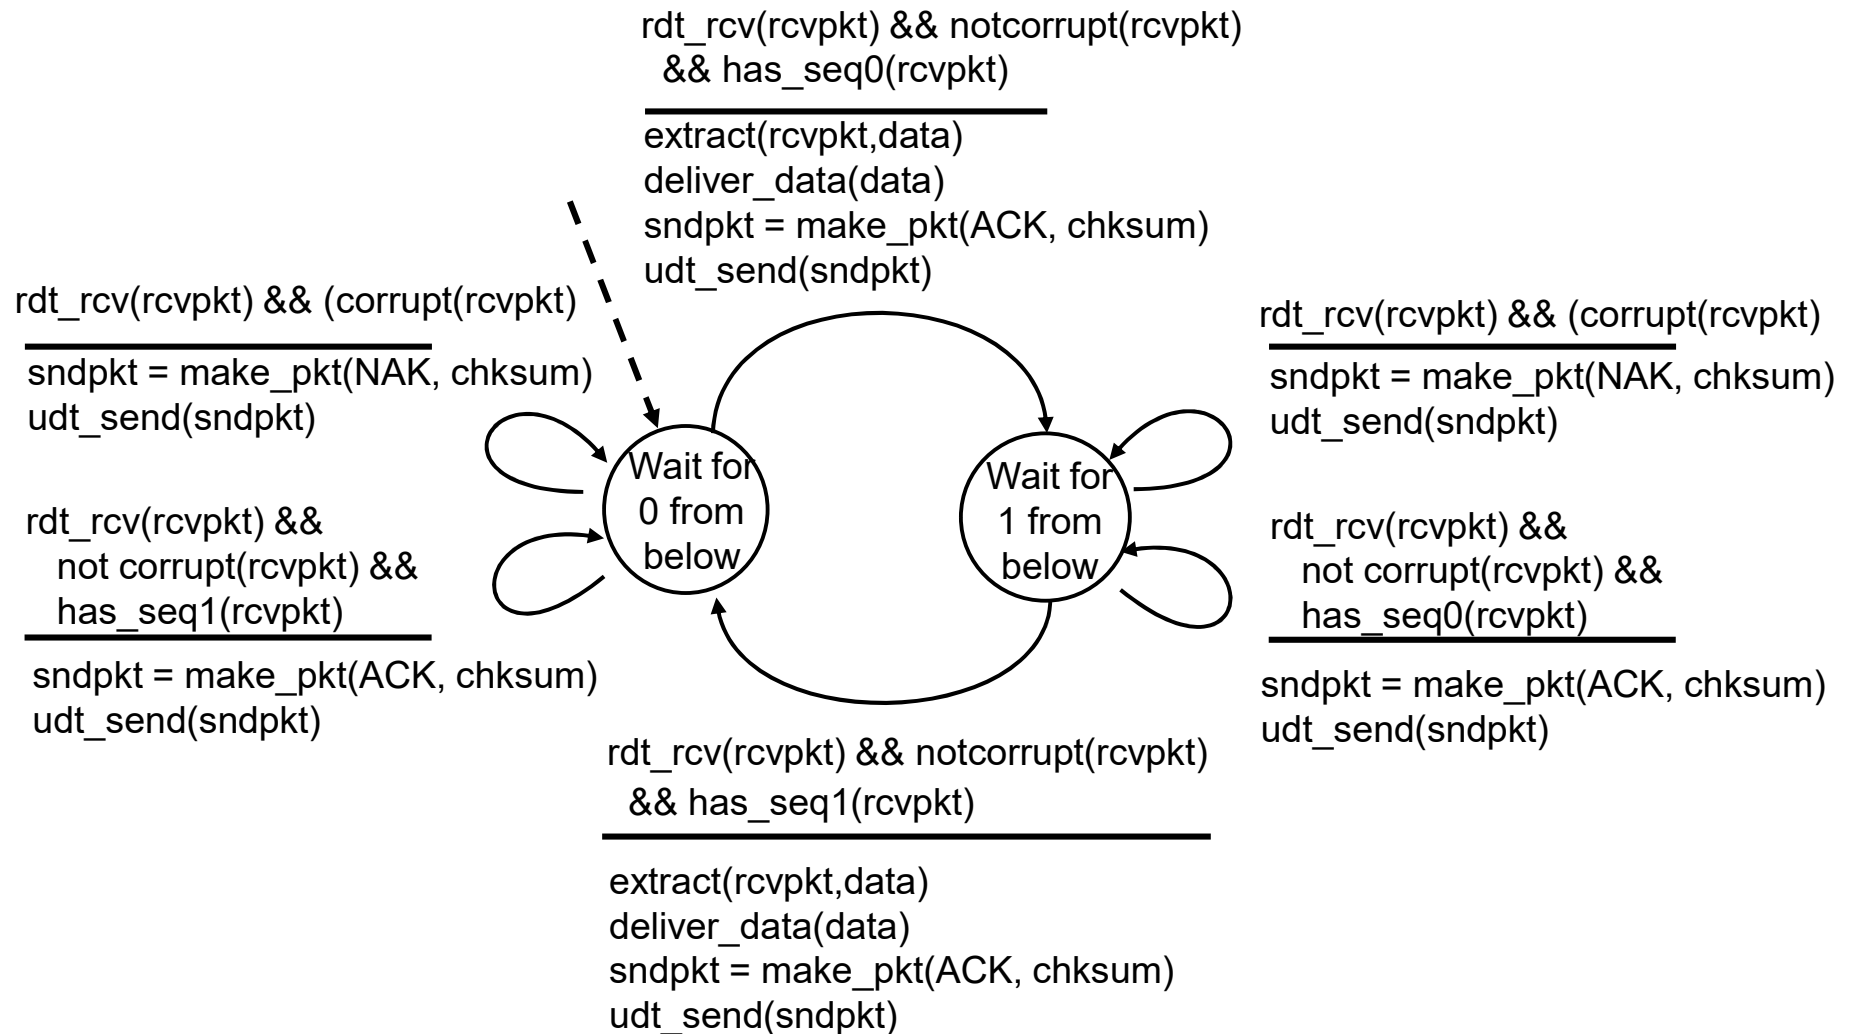 rdt_rcv(rcvpkt) && notcorrupt(rcvpkt)
&& has_seq0(rcvpkt)
extract(rcvpkt,data)
deliver_data(data)
sndpkt = make_pkt(ACK, chksum)
udt_send(sndpkt)
rdt_rcv(rcvpkt) && (corrupt(rcvpkt)
sndpkt = make_pkt(NAK, chksum)
udt_send(sndpkt)
rdt_rcv(rcvpkt) &&
not corrupt(rcvpkt) &&
has_seq1(rcvpkt)
sndpkt = make_pkt(ACK, chksum)
udt_send(sndpkt)
Wait for
0 from
below
Wait for
1 from
below
rdt_rcv(rcvpkt) && (corrupt(rcvpkt)
sndpkt = make_pkt(NAK, chksum)
udt_send(sndpkt)
rdt_rcv(rcvpkt) &&
not corrupt(rcvpkt) &&
has_seq0(rcvpkt)
sndpkt = make_pkt(ACK, chksum)
udt_send(sndpkt)
rdt_rcv(rcvpkt) && notcorrupt(rcvpkt)
&& has_seq1(rcvpkt)
extract(rcvpkt,data)
deliver_data(data)
sndpkt = make_pkt(ACK, chksum)
udt_send(sndpkt)